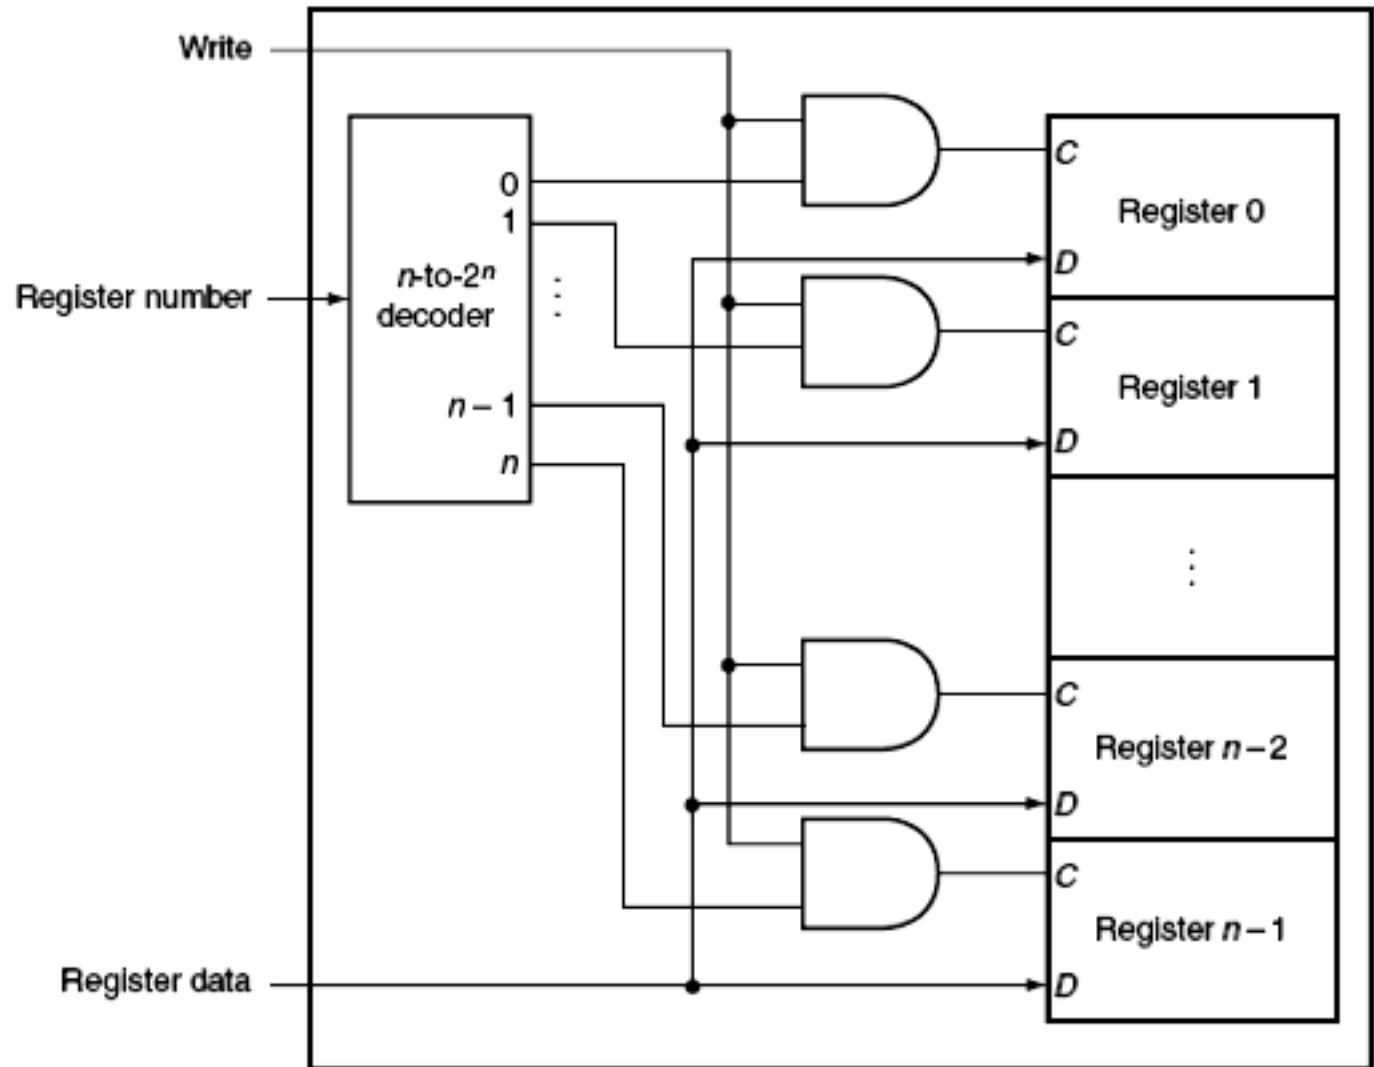 Write
C
0
Register 0
1
n-to-2ⁿ
D
Register number
decoder
C
Register 1
n – 1
D
n
C
Register n – 2
D
C
Register n – 1
Register data
D